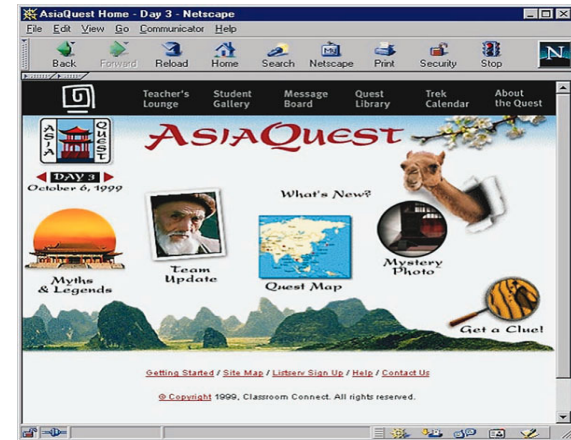 AsiaQuest Home - Day 3 - Netscape
File Edit View Go Communicator Help
Back Forward Reload Home Search Netscape Print Security Stop
N
Teacher's Lounge
Student Gallery
Message Board
Quest Library
Trek Calendar
About the Quest
ASIA QUEST
ASIAQUEST
DAY 3
October 6, 1999
What's New?
Myths
& Legends
Team
Update
Quest Map
Mystery
Photo
Get a Clue!
Getting Started / Site Map / Listserv Sign Up / Help / Contact Us
© Copyright 1999, Classroom Connect. All rights reserved.